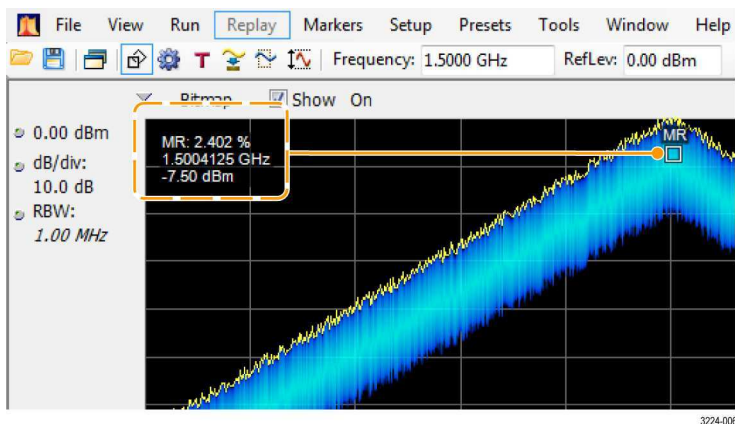 File View Run Replay Markers Setup Presets Tools Window Help
Frequency: 1.5000 GHz RefLev: 0.00 dBm
Bitmap Show On
0.00 dBm
dB/div:
10.0 dB
RBW:
1.00 MHz
MR: 2.402 %
1.5004125 GHz
-7.50 dBm
MR
3224-006